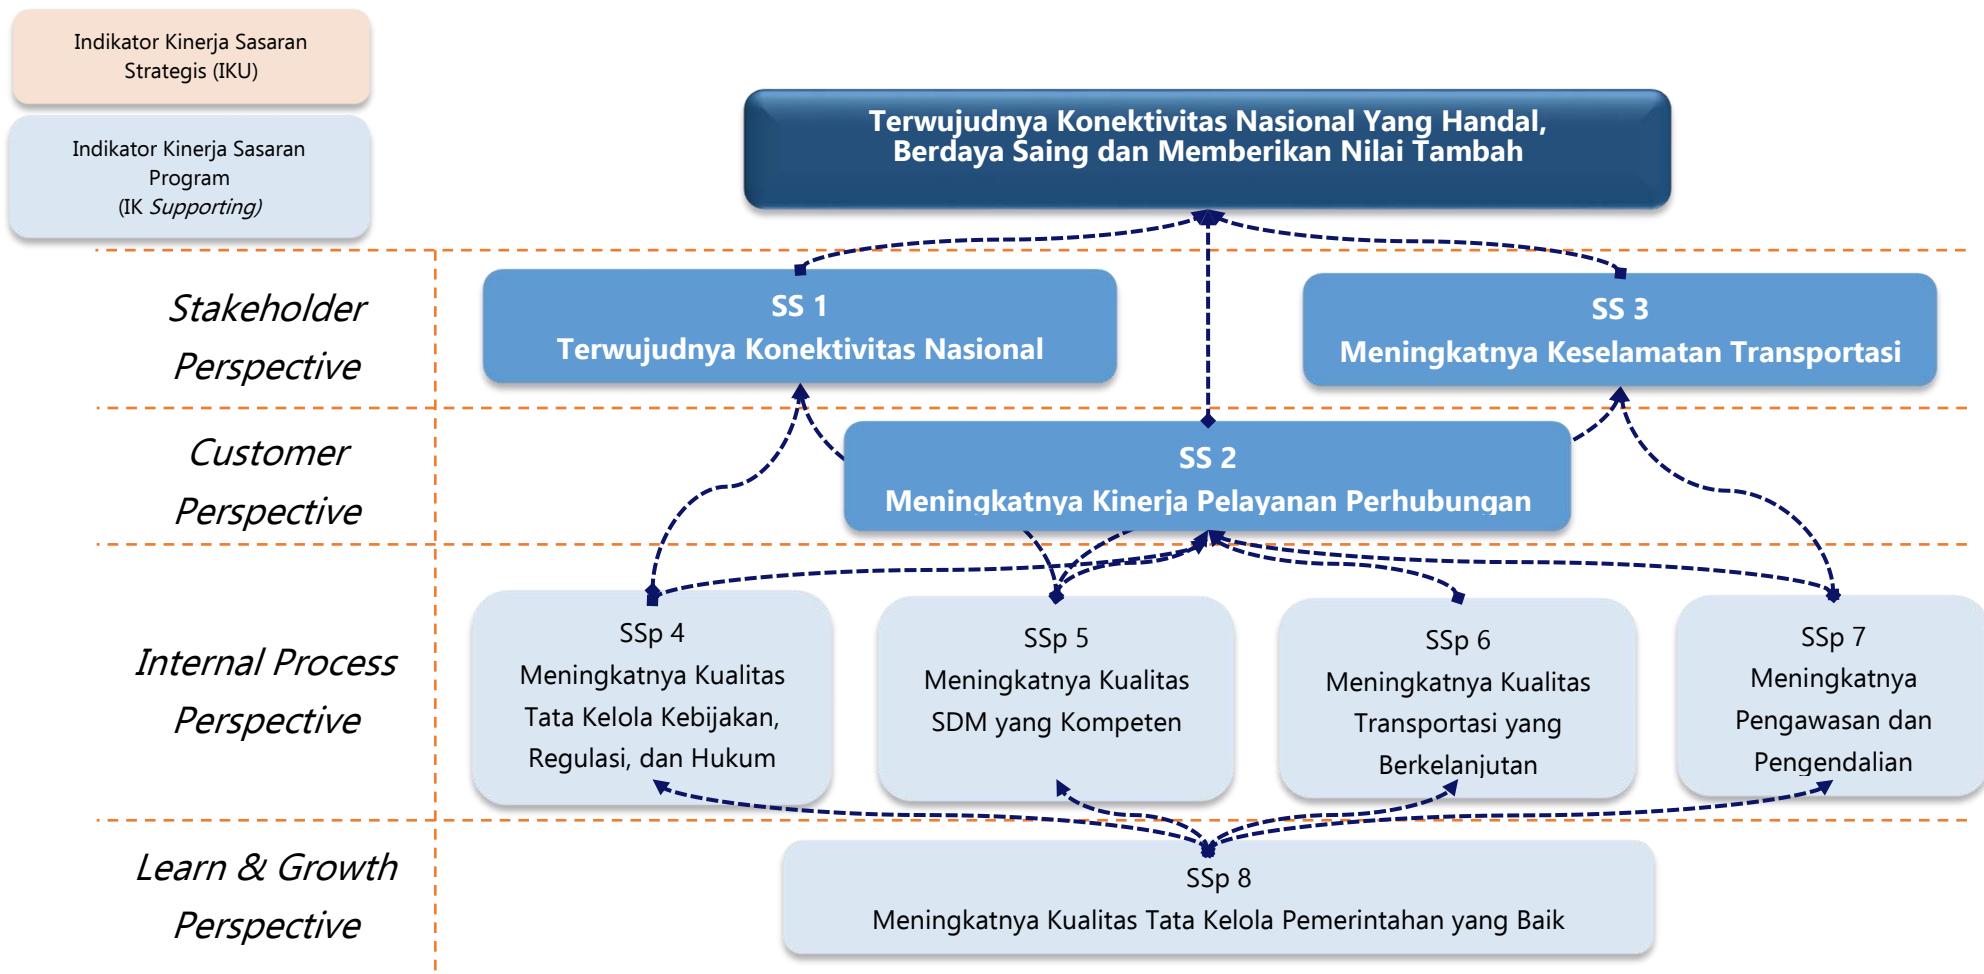 Indikator Kinerja Sasaran
Strategis (IKU)
Indikator Kinerja Sasaran
Program
(IK Supporting)
Terwujudnya Konektivitas Nasional Yang Handal,
Berdaya Saing dan Memberikan Nilai Tambah
Stakeholder
Perspective
SS 1
Terwujudnya Konektivitas Nasional
SS 3
Meningkatnya Keselamatan Transportasi
Customer
Perspective
SS 2
Meningkatnya Kinerja Pelayanan Perhubungan
Internal Process
Perspective
SSp 4
Meningkatnya Kualitas
Tata Kelola Kebijakan,
Regulasi, dan Hukum
SSp 5
Meningkatnya Kualitas
SDM yang Kompeten
SSp 6
Meningkatnya Kualitas
Transportasi yang
Berkelanjutan
SSp 7
Meningkatnya
Pengawasan dan
Pengendalian
Learn & Growth
Perspective
SSp 8
Meningkatnya Kualitas Tata Kelola Pemerintahan yang Baik